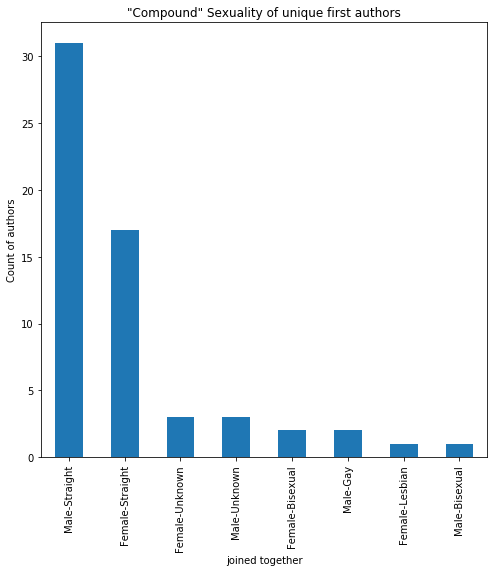 "Compound" Sexuality of unique first authors
Count of authors
30
25
20
15
10
5
0
Male-Straight
Female-Straight
Female-Unknown
Male-Unknown
Female-Bisexual
Male-Gay
Female-Lesbian
Male-Bisexual
joined together